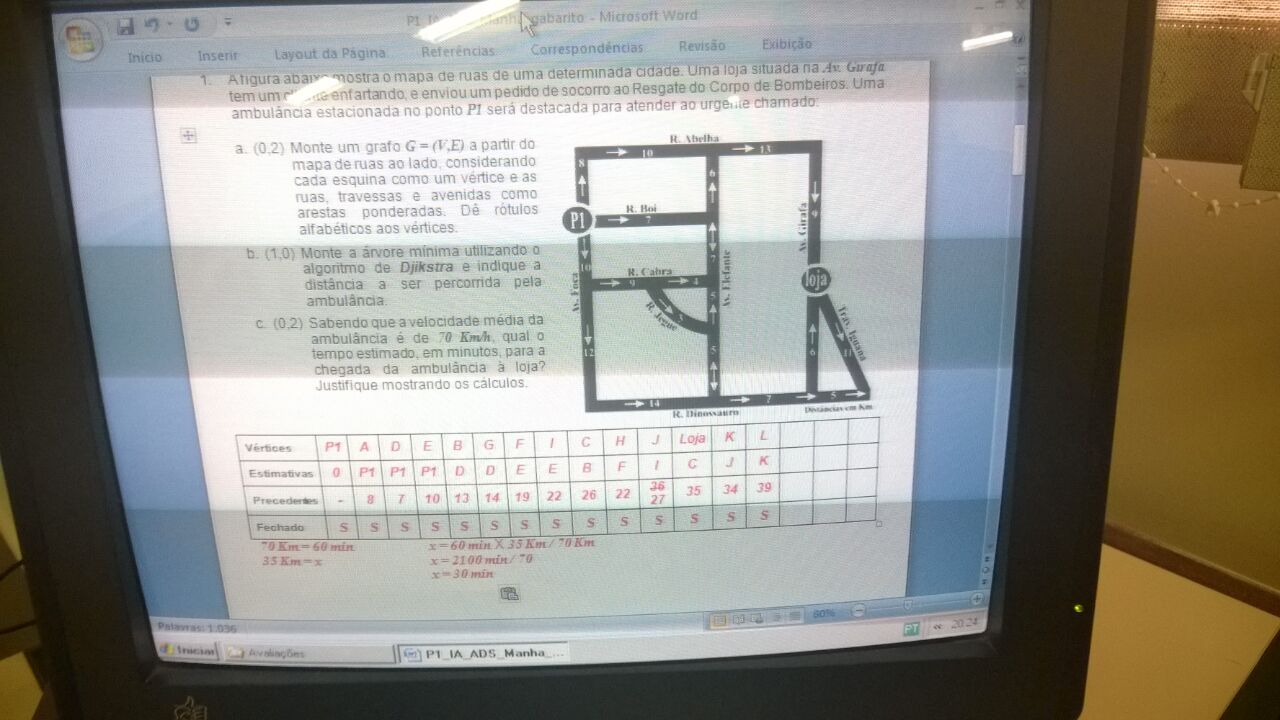 P1_IA_ADS_Manha_gabarito - Microsoft Word
Início Inserir Layout da Página Referências Correspondências Revisão Exibição
1. A figura abaixo mostra o mapa de ruas de uma determinada cidade. Uma loja situada na Av. Girafa
tem um cliente enfartando, e enviou um pedido de socorro ao Resgate do Corpo de Bombeiros. Uma
ambulância estacionada no ponto P1 será destacada para atender ao urgente chamado:
a. (0,2) Monte um grafo G = (V,E) a partir do
mapa de ruas ao lado, considerando
cada esquina como um vértice e as
ruas, travessas e avenidas como
arestas ponderadas. Dê rótulos
alfabéticos aos vértices.
b. (1,0) Monte a árvore mínima utilizando o
algoritmo de Djikstra e indique a
distância a ser percorrida pela
ambulância.
c. (0,2) Sabendo que a velocidade média da
ambulância é de 70 Km/h, qual o
tempo estimado, em minutos, para a
chegada da ambulância à loja?
Justifique mostrando os cálculos.
R. Abelha
10 13
8 6
9
P1
R. Boi
7
Av. Girafa
10
7
R. Cabra
9 4
Av. Foca
Av. Elefante
loja
5
R. Jegue
Trav. Iguana
12
5
6
11
14 7 5
R. Dinossauro
Distâncias em Km
Vértices P1 A D E B G F I C H J Loja K L
Estimativas 0 P1 P1 P1 D D E E B F I C J K
Precedentes - 8 7 10 13 14 19 22 26 22 36 27 35 34 39
Fechado S S S S S S S S S S S S S S
70 Km = 60 min x = 60 min X 35 Km / 70 Km
35 Km = x x = 2100 min / 70
x = 30 min
Palavras: 1.036
80%
Iniciar Avaliações P1_IA_ADS_Manha_... PT « 20:24